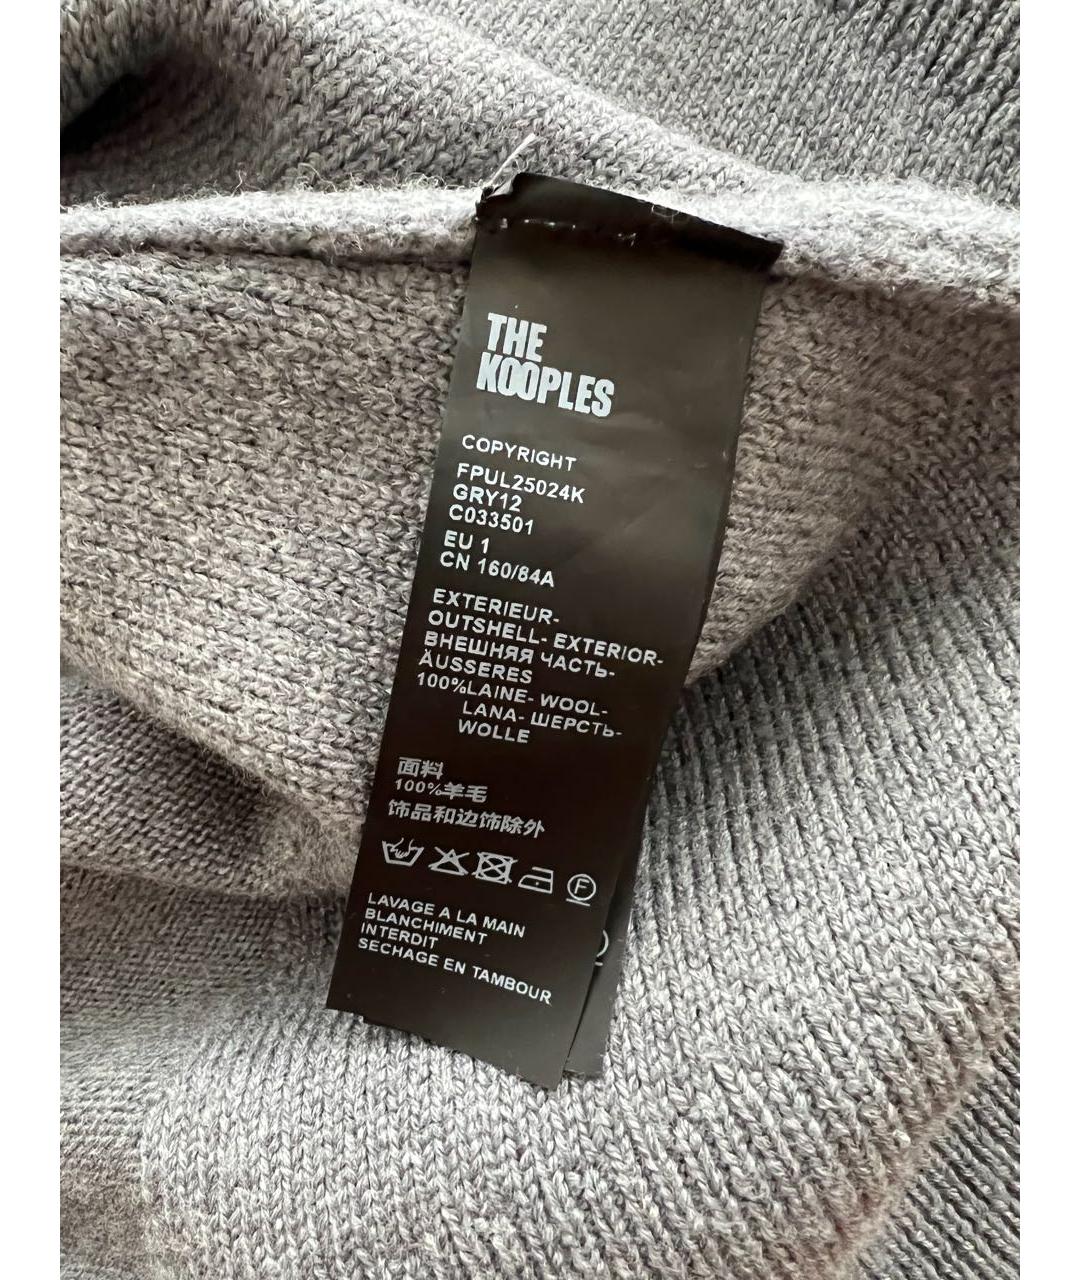 THE
KOOPLES
COPYRIGHT
FPUL25024K
GRY12
C033501
EU 1
CN 160/84A
EXTERIEUR-
OUTSHELL- EXTERIOR-
ВНЕШНЯЯ ЧАСТЬ-
ÄUSSERES
100%LAINE- WOOL-
LANA- ШЕРСТЬ-
WOLLE
面料
100%羊毛
饰品和边饰除外
F
LAVAGE A LA MAIN
BLANCHIMENT
INTERDIT
SECHAGE EN TAMBOUR